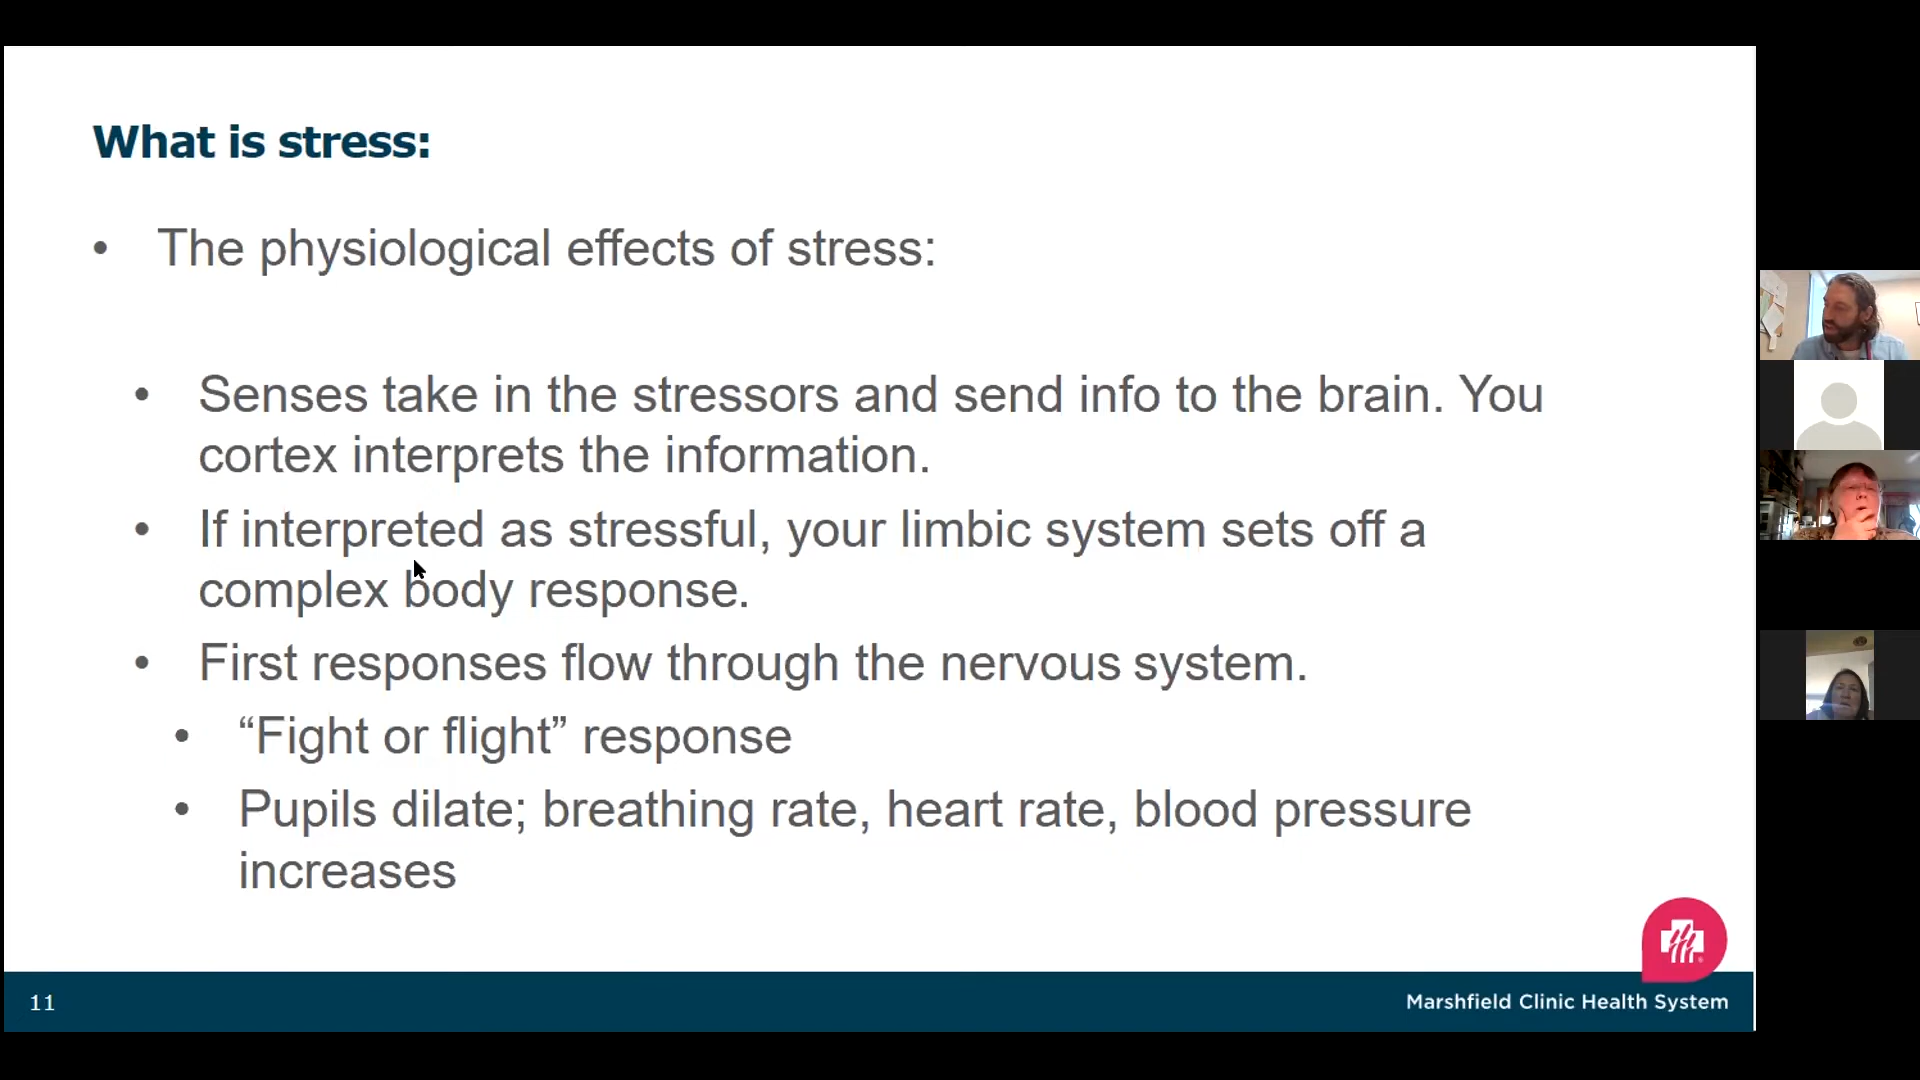 What is stress:
• The physiological effects of stress:
• Senses take in the stressors and send info to the brain. You
cortex interprets the information.
• If interpreted as stressful, your limbic system sets off a
complex body response.
• First responses flow through the nervous system.
• “Fight or flight” response
• Pupils dilate; breathing rate, heart rate, blood pressure
increases
11
Marshfield Clinic Health System